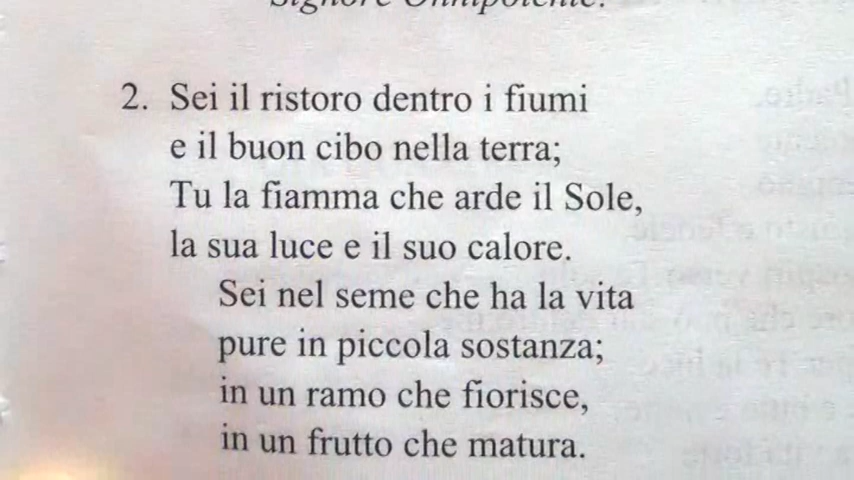 Signore Onnipotente.
2. Sei il ristoro dentro i fiumi
e il buon cibo nella terra;
Tu la fiamma che arde il Sole,
la sua luce e il suo calore.
Sei nel seme che ha la vita
pure in piccola sostanza;
in un ramo che fiorisce,
in un frutto che matura.